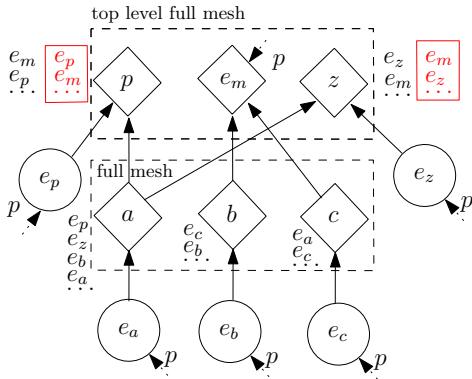 top level full mesh
e_m e_p p e_m p z e_z e_m
e_p e_m e_m e_z
... ... ... ...
e_p e_z
p p
full mesh
a b c
e_p e_c e_a
e_z e_b e_c
e_b ... ...
e_a
...
e_a e_b e_c
p p p